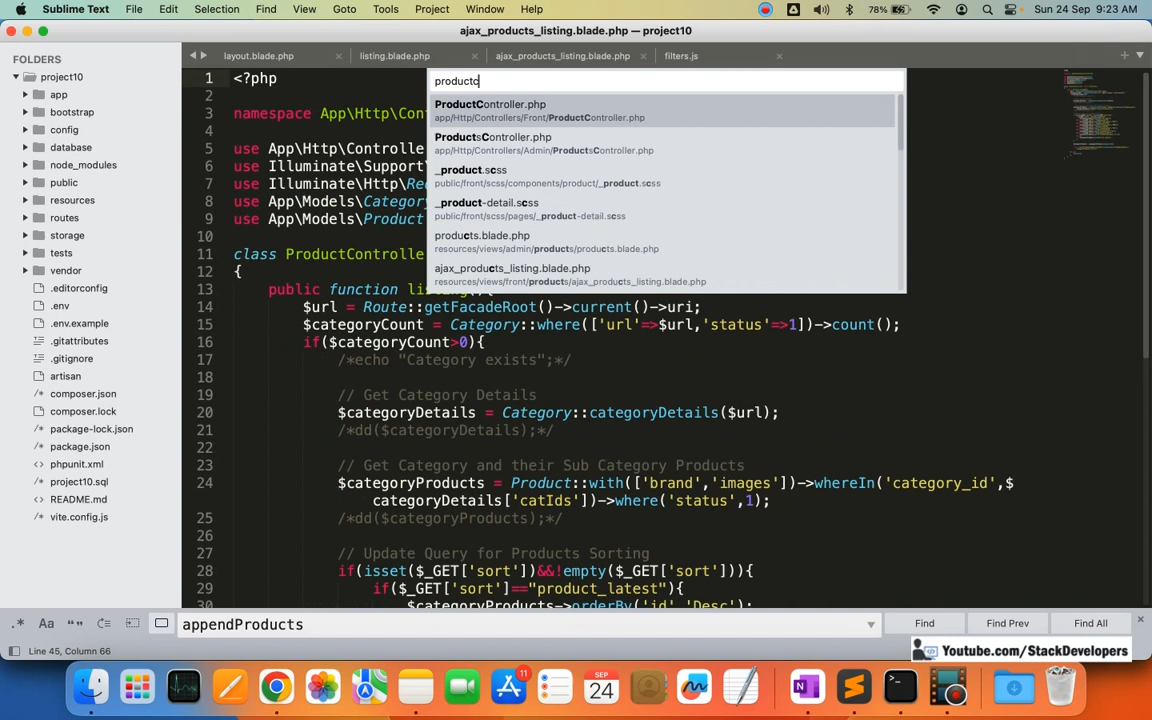 Sublime Text File Edit Selection Find View Goto Tools Project Window Help 78% Sun 24 Sep 9:23 AM
ajax_products_listing.blade.php — project10
FOLDERS
project10
app
bootstrap
config
database
node_modules
public
resources
routes
storage
tests
vendor
.editorconfig
.env
.env.example
.gitattributes
.gitignore
artisan
composer.json
composer.lock
package-lock.json
package.json
phpunit.xml
project10.sql
README.md
vite.config.js
layout.blade.php listing.blade.php ajax_products_listing.blade.php filters.js
productc
ProductController.php
app/Http/Controllers/Front/ProductController.php
ProductsController.php
app/Http/Controllers/Admin/ProductsController.php
_product.scss
public/front/scss/components/product/_product.scss
_product-detail.scss
public/front/scss/pages/_product-detail.scss
products.blade.php
resources/views/admin/products/products.blade.php
ajax_products_listing.blade.php
resources/views/front/products/ajax_products_listing.blade.php
1 <?php
2
3 namespace App\Http\Cont
4
5 use App\Http\Controlle
6 use Illuminate\Support\
7 use Illuminate\Http\Re
8 use App\Models\Categor
9 use App\Models\Product
10
11 class ProductControlle
12 {
13 public function listing(){
14 $url = Route::getFacadeRoot()->current()->uri;
15 $categoryCount = Category::where(['url'=>$url,'status'=>1])->count();
16 if($categoryCount>0){
17 /*echo "Category exists";*/
18
19 // Get Category Details
20 $categoryDetails = Category::categoryDetails($url);
21 /*dd($categoryDetails);*/
22
23 // Get Category and their Sub Category Products
24 $categoryProducts = Product::with(['brand','images'])->whereIn('category_id',$
categoryDetails['catIds'])->where('status',1);
25 /*dd($categoryProducts);*/
26
27 // Update Query for Products Sorting
28 if(isset($_GET['sort'])&&!empty($_GET['sort'])){
29 if($_GET['sort']=="product_latest"){
30 $categoryProducts->orderBy('id','Desc');
.* Aa “” appendProducts Find Find Prev Find All
Line 45, Column 66
Youtube.com/StackDevelopers
11
SEP
24